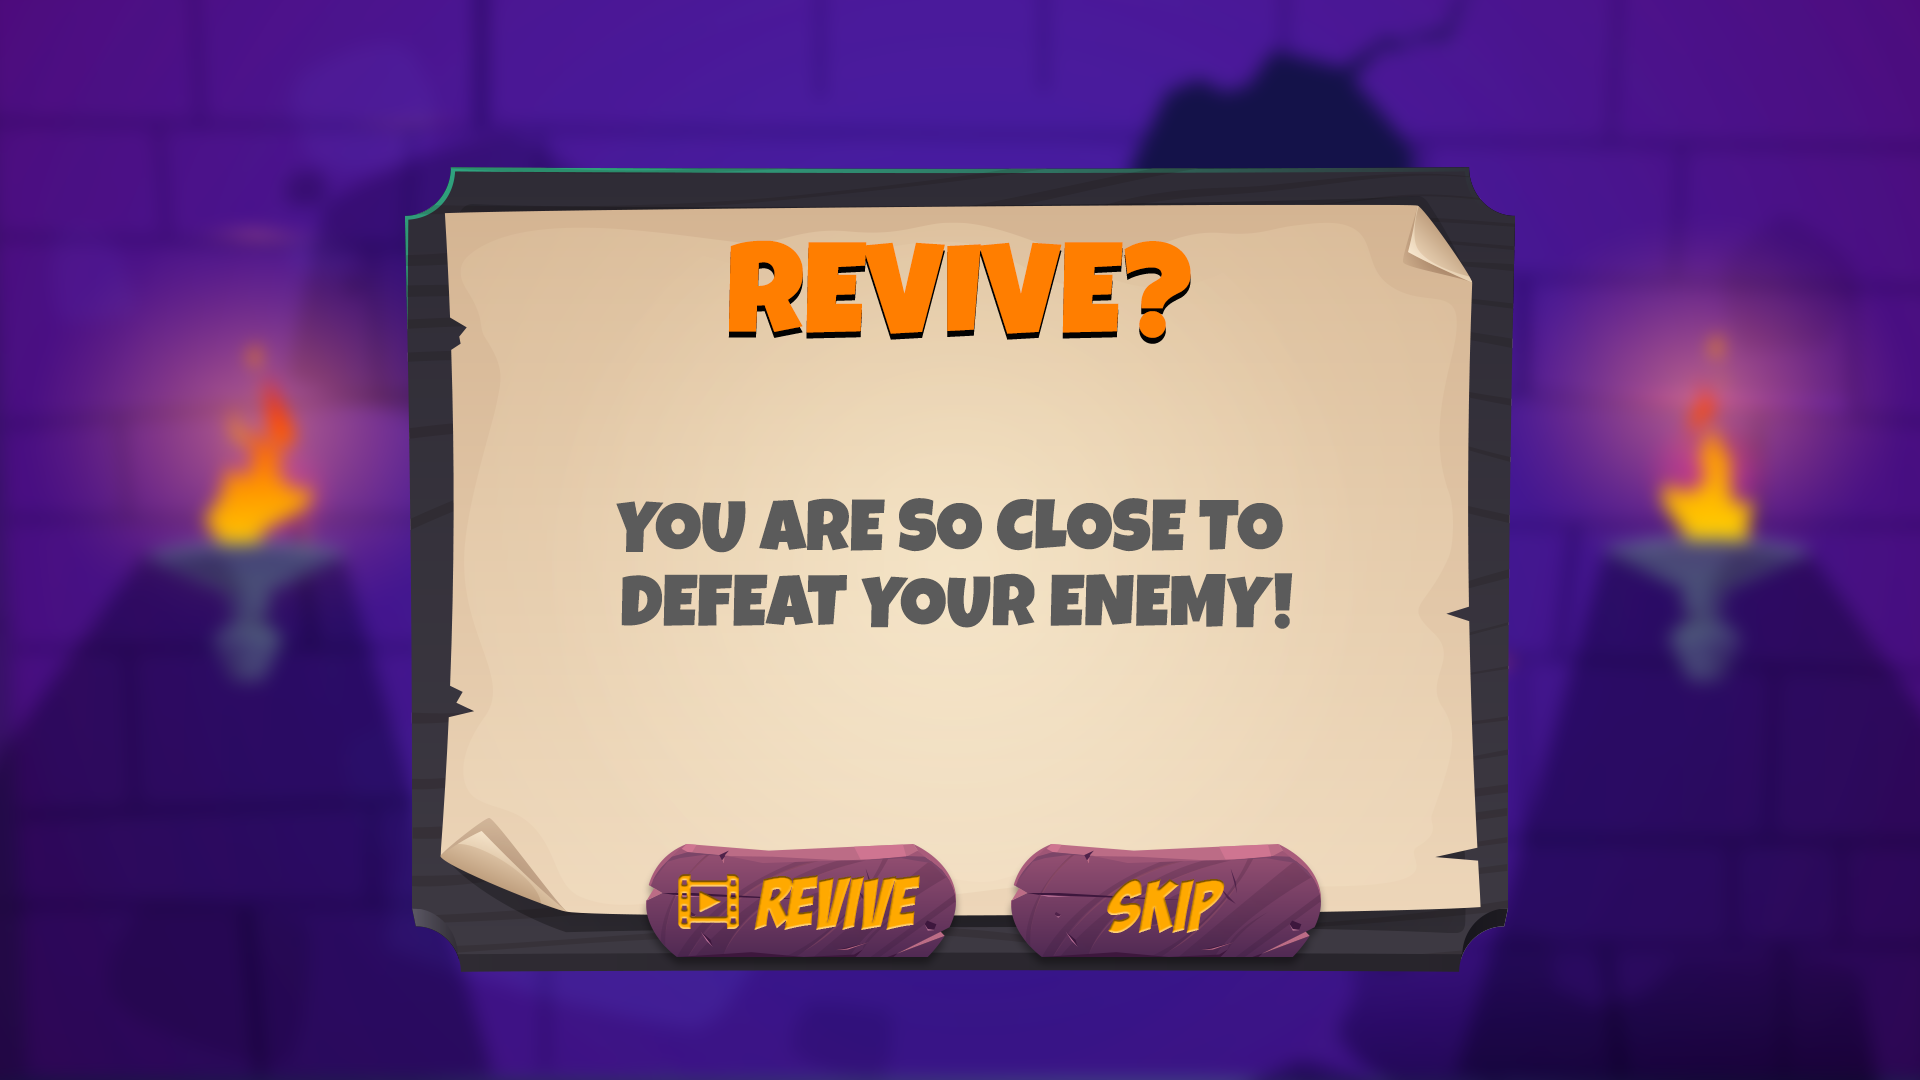 REVIVE?
YOU ARE SO CLOSE TO
DEFEAT YOUR ENEMY!
REVIVE
SKIP